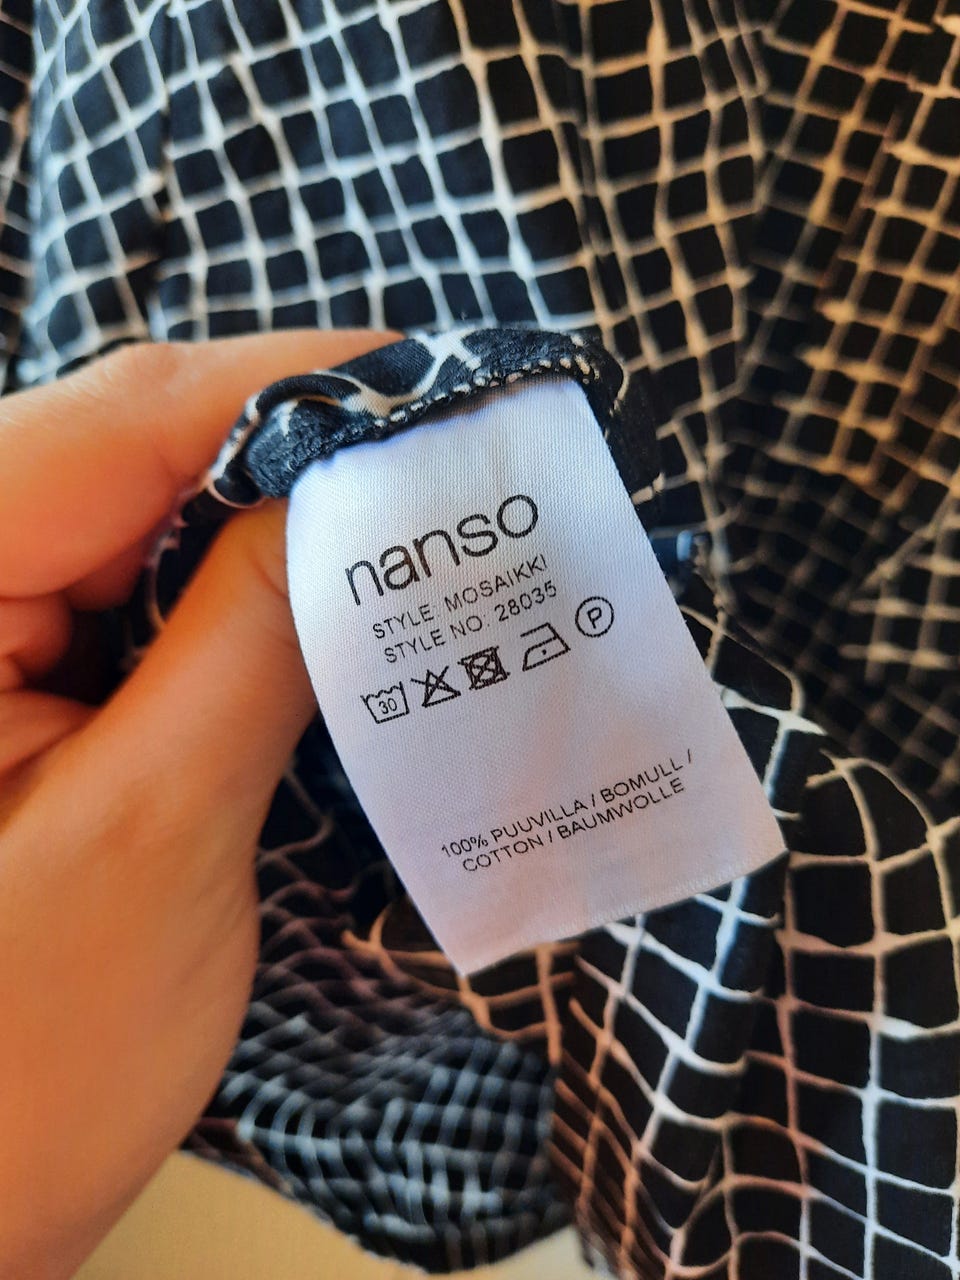 nanso
STYLE: MOSAIKKI
STYLE NO. 28035
30
P
100% PUUVILLA / BOMULL /
COTTON / BAUMWOLLE